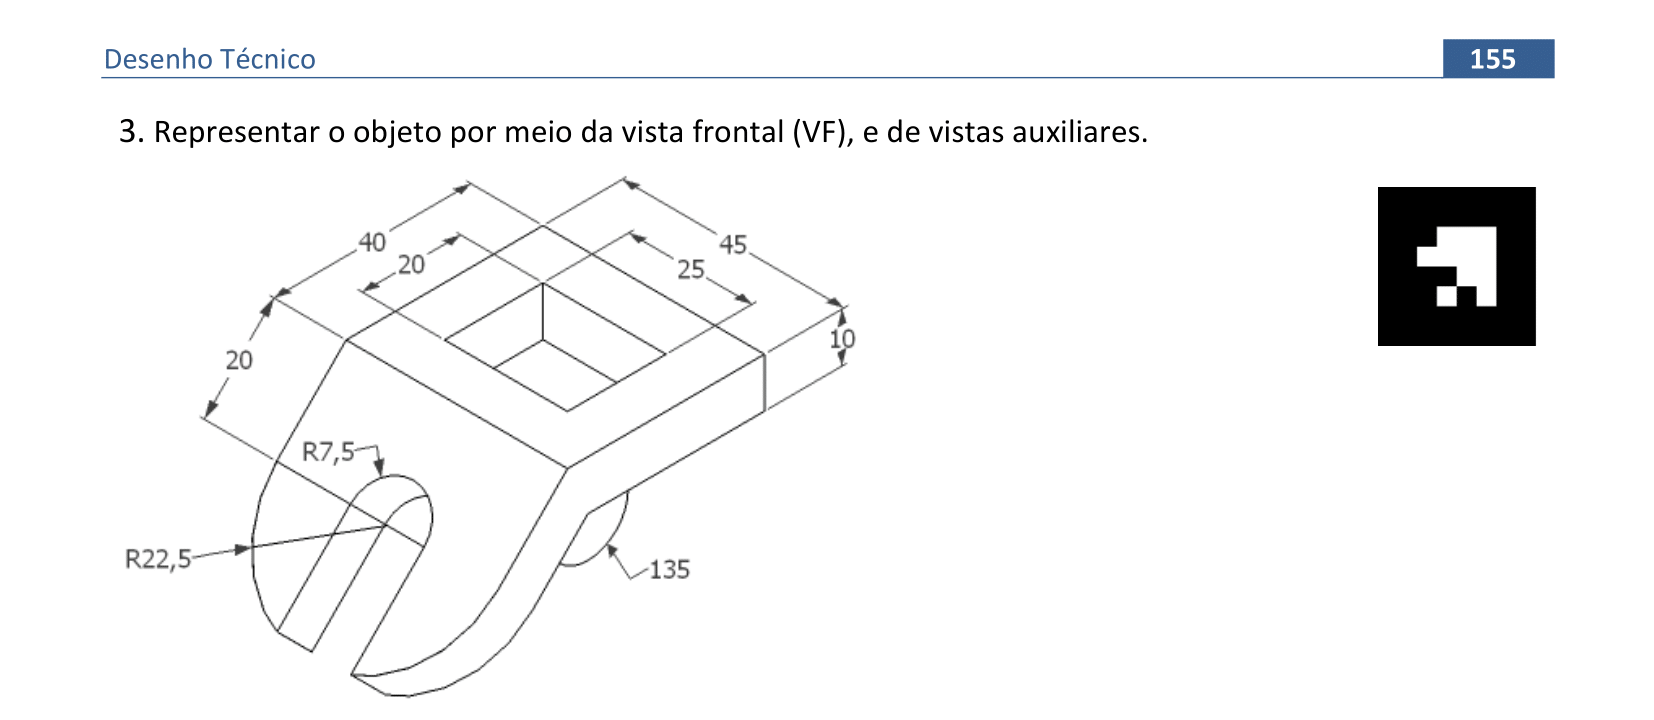 Desenho Técnico
155
3. Representar o objeto por meio da vista frontal (VF), e de vistas auxiliares.
40
45
20
25
10
20
R7,5
R22,5
135